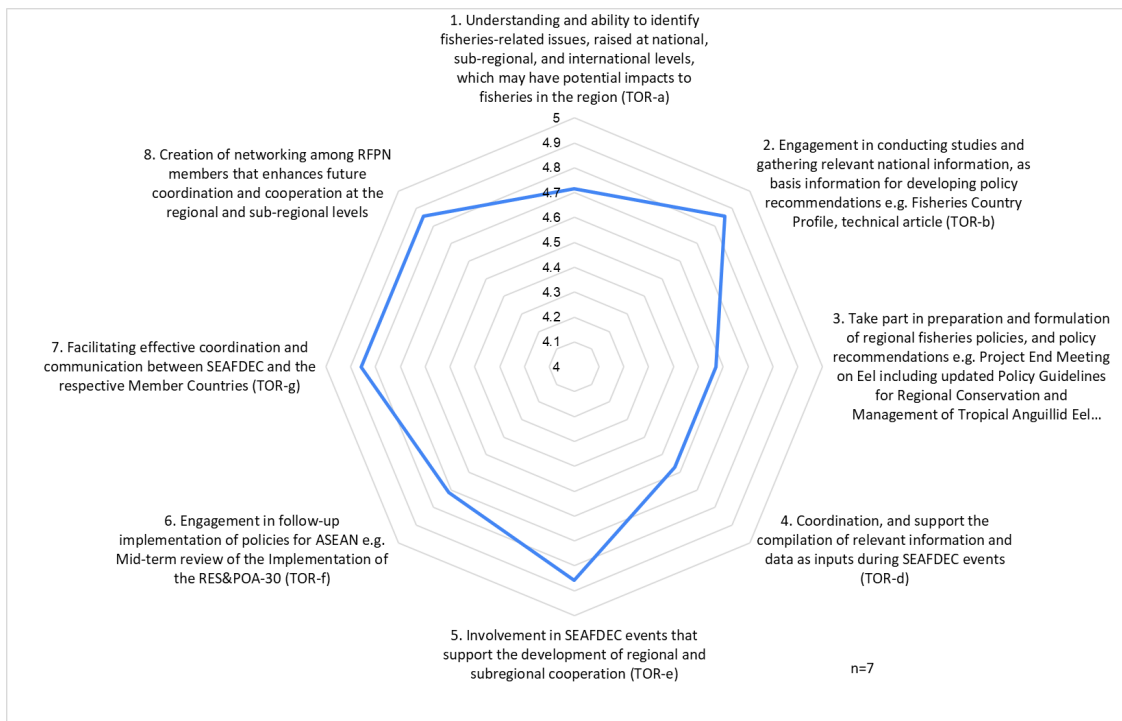 1. Understanding and ability to identify
fisheries-related issues, raised at national,
sub-regional, and international levels,
which may have potential impacts to
fisheries in the region (TOR-a)
5
4.9
4.8
4.7
4.6
4.5
4.4
4.3
4.2
4.1
4
2. Engagement in conducting studies and
gathering relevant national information, as
basis information for developing policy
recommendations e.g. Fisheries Country
Profile, technical article (TOR-b)
3. Take part in preparation and formulation
of regional fisheries policies, and policy
recommendations e.g. Project End Meeting
on Eel including updated Policy Guidelines
for Regional Conservation and
Management of Tropical Anguillid Eel...
4. Coordination, and support the
compilation of relevant information and
data as inputs during SEAFDEC events
(TOR-d)
5. Involvement in SEAFDEC events that
support the development of regional and
subregional cooperation (TOR-e)
6. Engagement in follow-up
implementation of policies for ASEAN e.g.
Mid-term review of the Implementation of
the RES&POA-30 (TOR-f)
7. Facilitating effective coordination and
communication between SEAFDEC and the
respective Member Countries (TOR-g)
8. Creation of networking among RFPN
members that enhances future
coordination and cooperation at the
regional and sub-regional levels
n=7